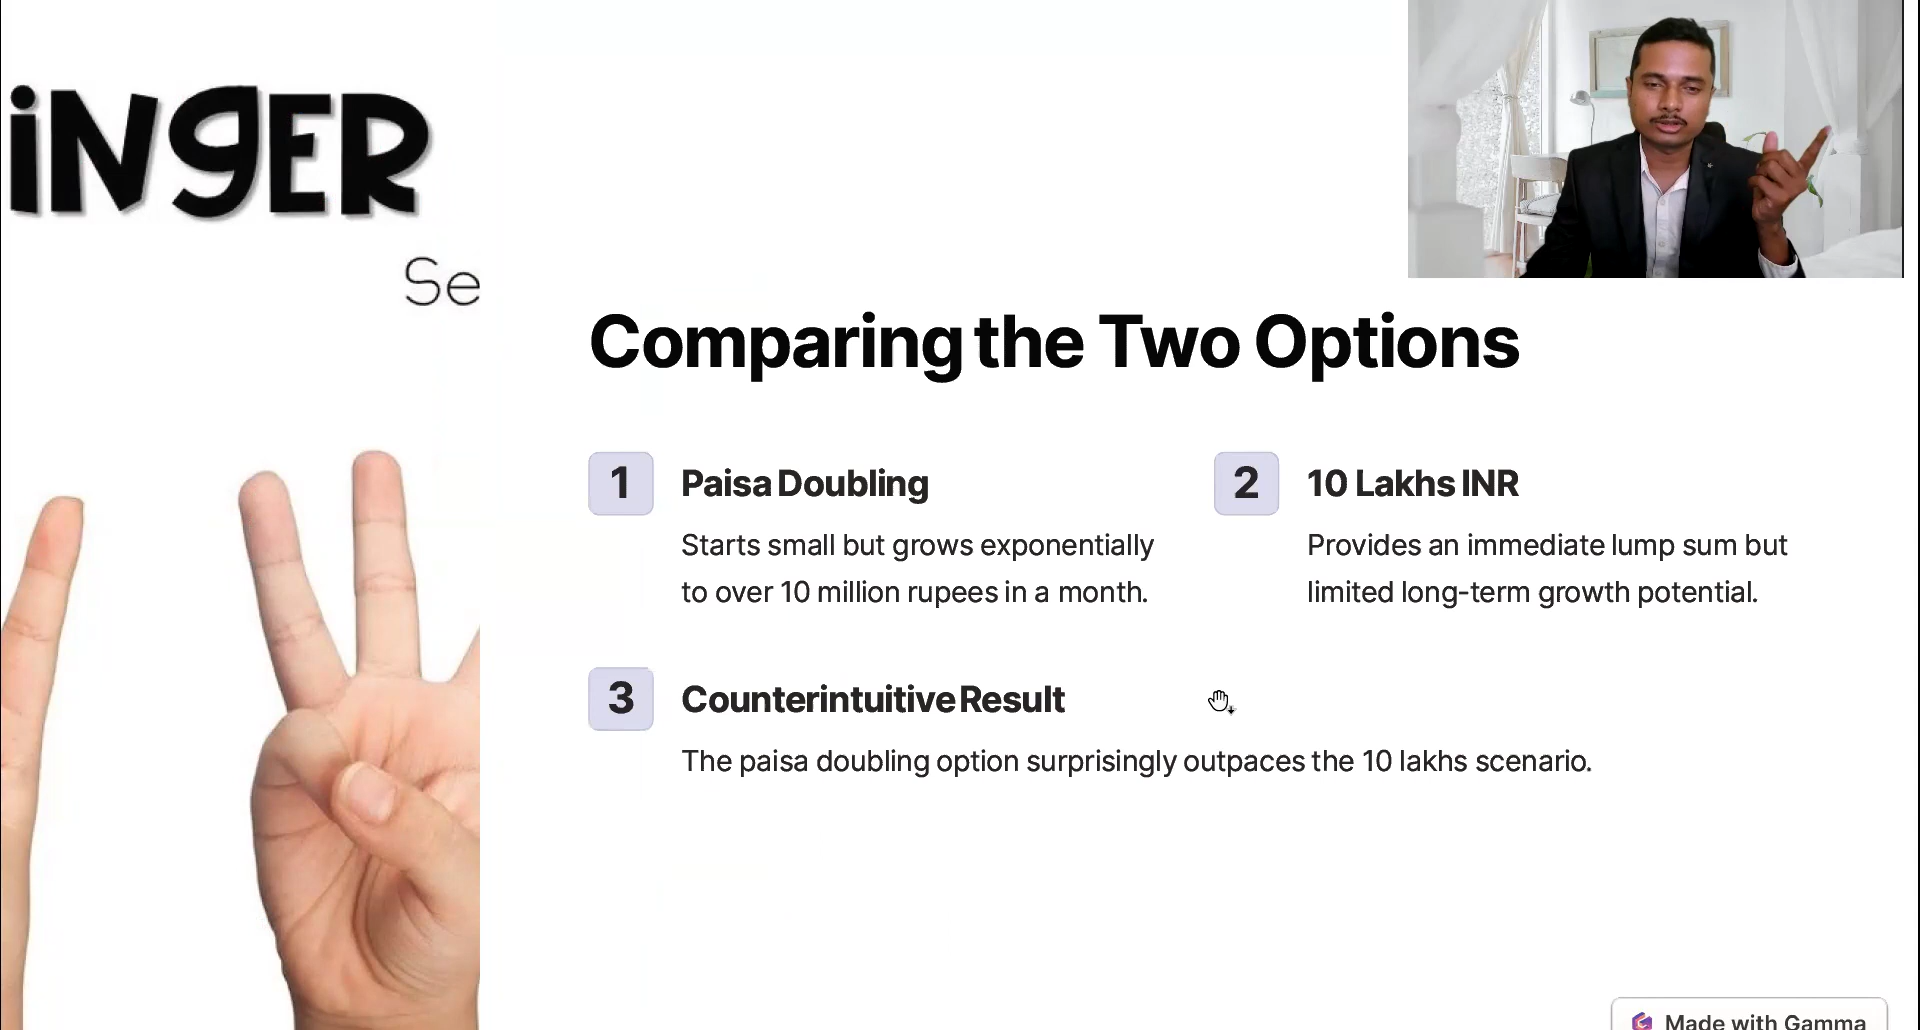 iNgER
Se
Comparing the Two Options
1
Paisa Doubling
Starts small but grows exponentially
to over 10 million rupees in a month.
2
10 Lakhs INR
Provides an immediate lump sum but
limited long-term growth potential.
3
Counterintuitive Result
The paisa doubling option surprisingly outpaces the 10 lakhs scenario.
Made with Gamma